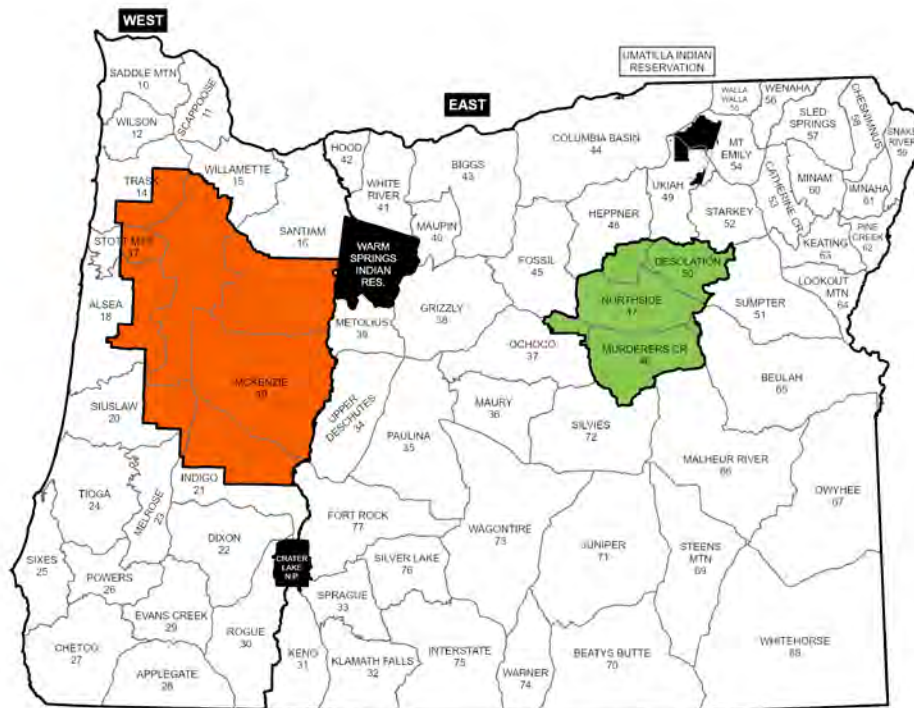 WEST
UMATILLA INDIAN
RESERVATION
EAST
SADDLE MTN
10
SCAPPOOSE
11
WILSON
12
TRASK
14
WILLAMETTE
15
SANTIAM
16
STOTT MTN
17
ALSEA
18
MCKENZIE
19
SIUSLAW
20
INDIGO
21
DIXON
22
MELROSE
23
TIOGA
24
SIXES
25
POWERS
26
CHETCO
27
APPLEGATE
28
EVANS CREEK
29
ROGUE
30
CRATER
LAKE
N.P.
HOOD
42
WHITE
RIVER
41
BIGGS
43
MAUPIN
40
WARM
SPRINGS
INDIAN
RES.
METOLIUS
39
GRIZZLY
38
UPPER
DESCHUTES
34
PAULINA
35
MAURY
36
OCHOCO
37
FOSSIL
45
COLUMBIA BASIN
44
HEPPNER
48
UKIAH
49
WALLA
WALLA
55
WENAHA
56
SLED
SPRINGS
57
CHESNIMNUS
58
SNAKE
RIVER
59
MT
EMILY
54
CATHERINE CR
53
MINAM
60
IMNAHA
61
STARKEY
52
KEATING
63
PINE
CREEK
62
LOOKOUT
MTN
64
DESOLATION
50
NORTHSIDE
47
MURDERERS CR
46
SUMPTER
51
BEULAH
65
SILVIES
72
MALHEUR RIVER
66
OWYHEE
67
FORT ROCK
77
WAGONTIRE
73
JUNIPER
71
STEENS
MTN
69
SILVER LAKE
76
SPRAGUE
33
KENO
31
KLAMATH FALLS
32
INTERSTATE
75
WARNER
74
BEATYS BUTTE
70
WHITEHORSE
68